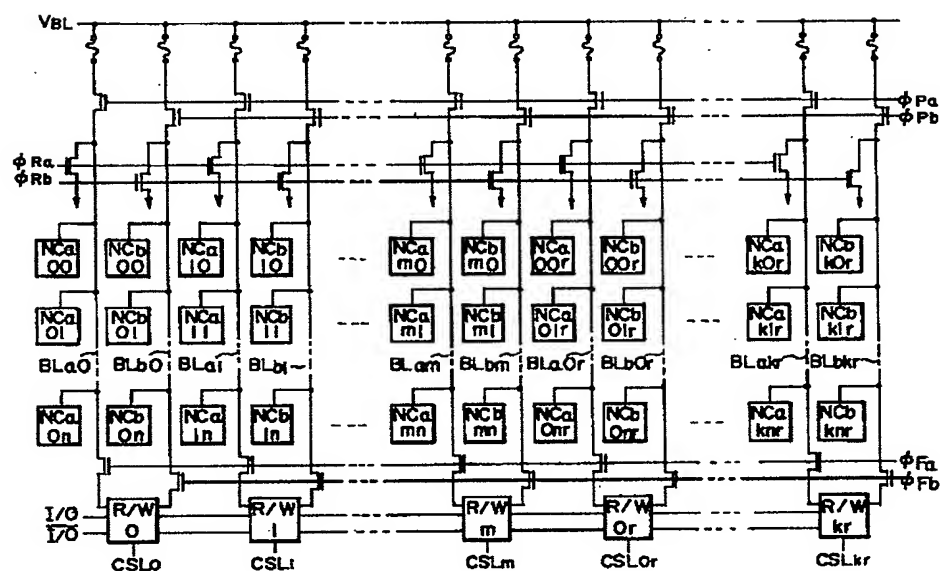 VBL
φPa
φPb
φRa
φRb
NCa 00 NCb 00 NCa 10 NCb 10 NCa m0 NCb m0 NCa 00r NCb 00r NCa k0r NCb k0r
NCa 01 NCb 01 NCa 11 NCb 11 NCa m1 NCb m1 NCa 01r NCb 01r NCa k1r NCb k1r
BLa0 BLb0 BLa1 BLb1 BLam BLbm BLa0r BLb0r BLakr BLbkr
NCa 0n NCb 0n NCa 1n NCb 1n NCa mn NCb mn NCa 0nr NCb 0nr NCa knr NCb knr
φFa
φFb
I/O R/W 0 R/W 1 R/W m R/W 0r R/W kr
I/O
CSL0 CSL1 CSLm CSL0r CSLkr